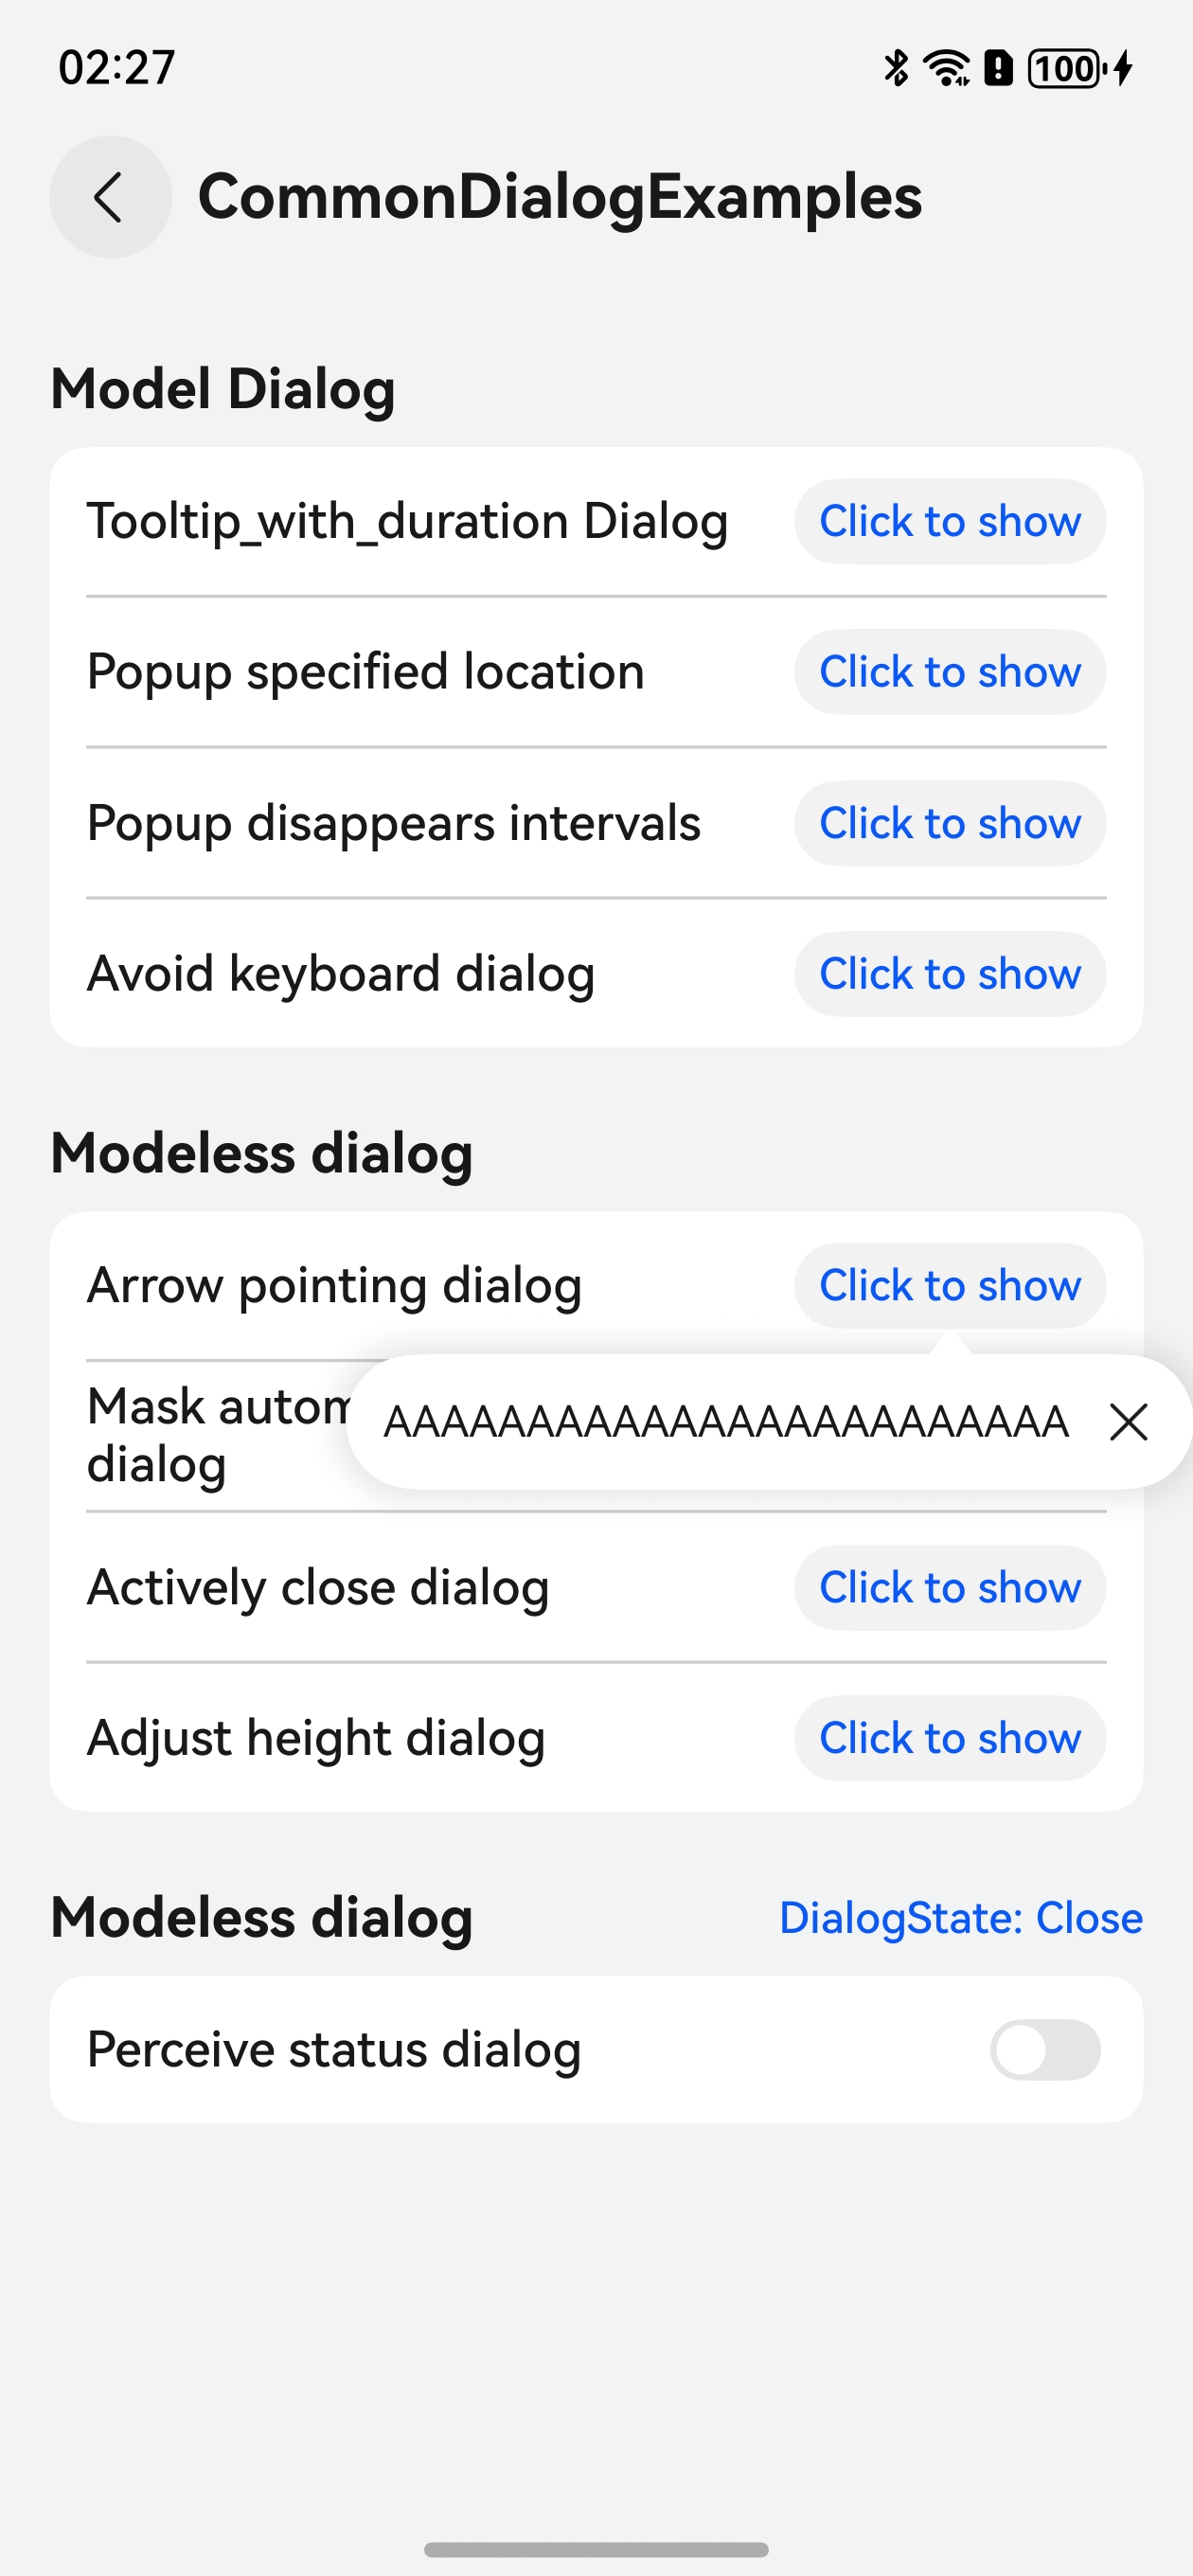 02:27
100
CommonDialogExamples
Model Dialog
Tooltip_with_duration Dialog
Click to show
Popup specified location
Click to show
Popup disappears intervals
Click to show
Avoid keyboard dialog
Click to show
Modeless dialog
Arrow pointing dialog
Click to show
Mask autom
dialog
AAAAAAAAAAAAAAAAAAAAAAAA
Actively close dialog
Click to show
Adjust height dialog
Click to show
Modeless dialog
DialogState: Close
Perceive status dialog